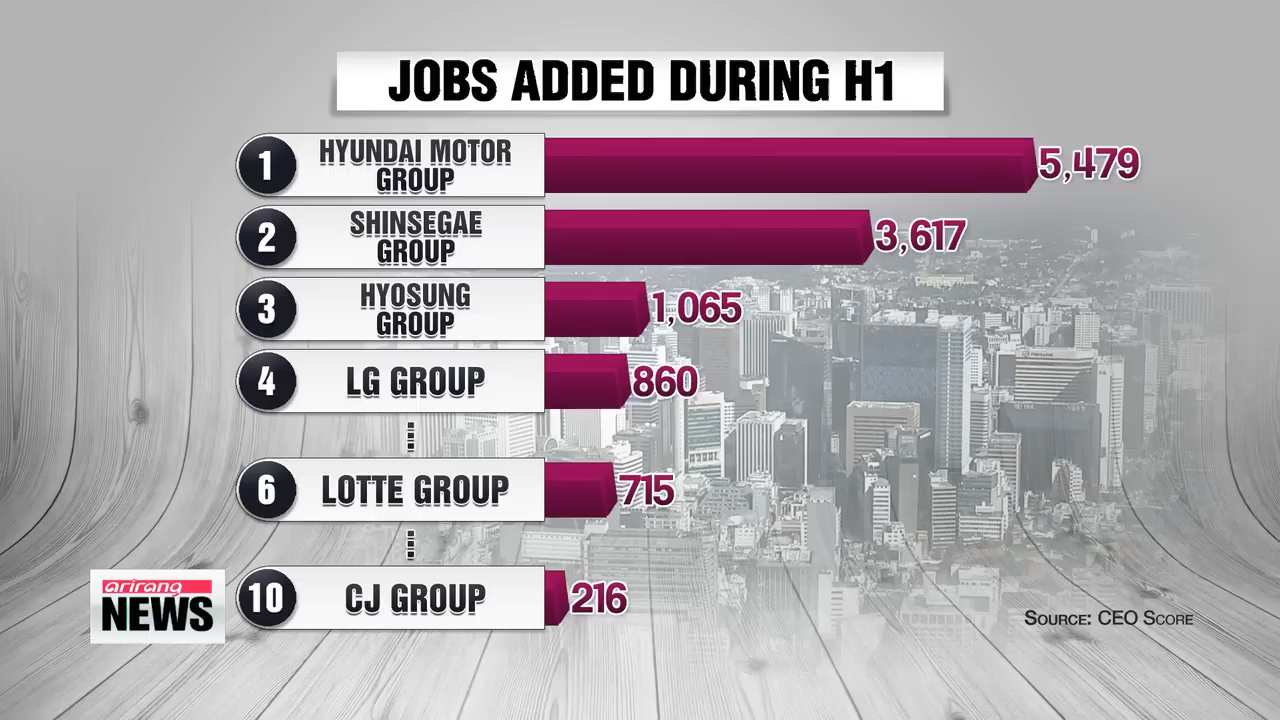 JOBS ADDED DURING H1
1 HYUNDAI MOTOR
GROUP 5,479
2 SHINSEGAE
GROUP 3,617
3 HYOSUNG
GROUP 1,065
4 LG GROUP 860
6 LOTTE GROUP 715
10 CJ GROUP 216
arirang
NEWS
SOURCE: CEO SCORE